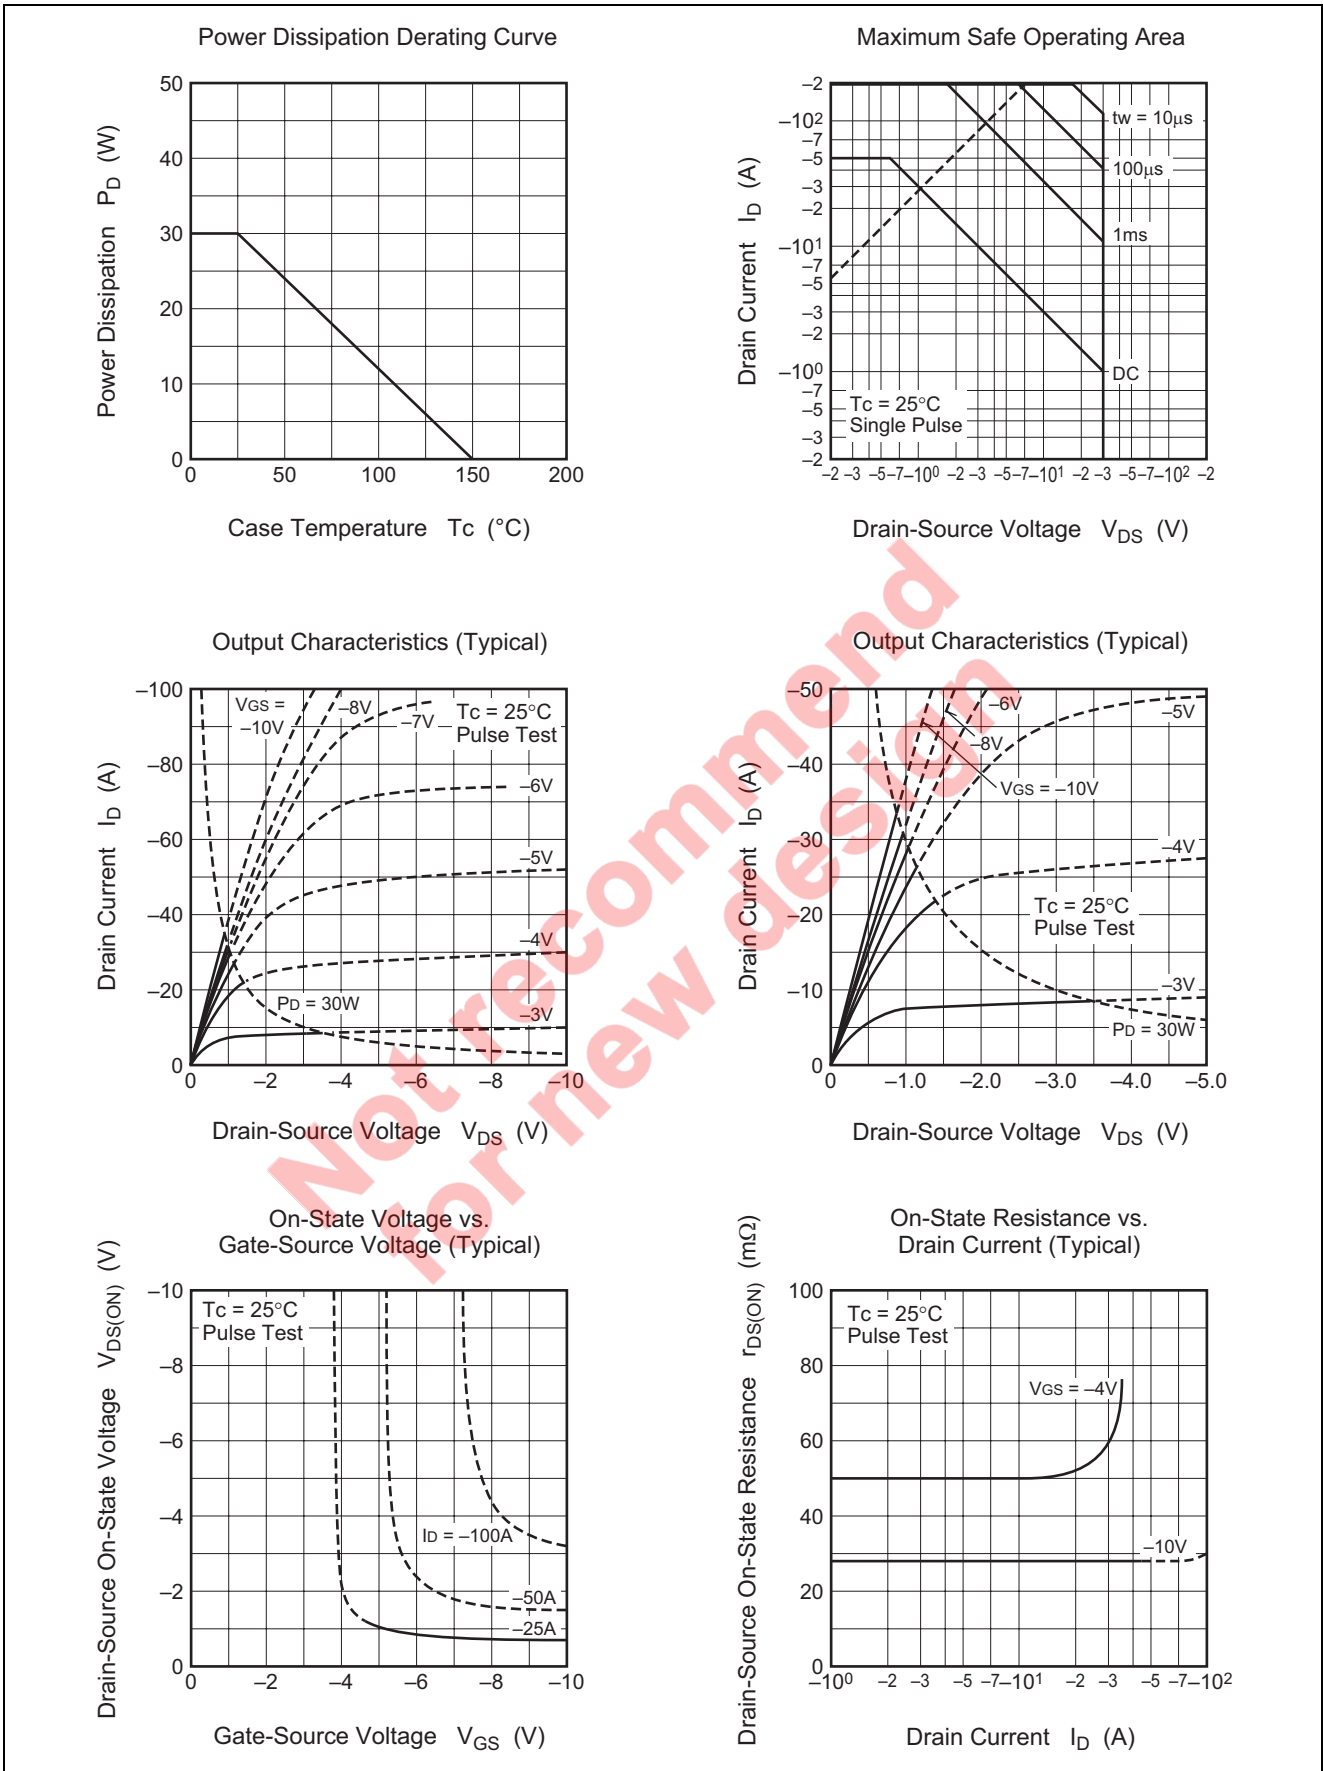 Power Dissipation Derating Curve
Power Dissipation PD (W)
50
40
30
20
10
0
0 50 100 150 200
Case Temperature Tc (°C)
Maximum Safe Operating Area
Drain Current ID (A)
–2
–10²
–7
–5
–3
–2
–10¹
–7
–5
–3
–2
–10⁰
–7
–5
–3
–2
tw = 10μs
100μs
1ms
DC
Tc = 25°C
Single Pulse
–2 –3 –5 –7 –10⁰ –2 –3 –5 –7 –10¹ –2 –3 –5 –7 –10² –2
Drain-Source Voltage VDS (V)
Output Characteristics (Typical)
Drain Current ID (A)
–100
–80
–60
–40
–20
0
VGS =
–10V
–8V
–7V
Tc = 25°C
Pulse Test
–6V
–5V
–4V
PD = 30W
–3V
0 –2 –4 –6 –8 –10
Drain-Source Voltage VDS (V)
Output Characteristics (Typical)
Drain Current ID (A)
–50
–40
–30
–20
–10
0
–6V
–5V
–8V
VGS = –10V
–4V
Tc = 25°C
Pulse Test
–3V
PD = 30W
0 –1.0 –2.0 –3.0 –4.0 –5.0
Drain-Source Voltage VDS (V)
On-State Voltage vs.
Gate-Source Voltage (Typical)
Drain-Source On-State Voltage VDS(ON) (V)
–10
–8
–6
–4
–2
0
Tc = 25°C
Pulse Test
ID = –100A
–50A
–25A
0 –2 –4 –6 –8 –10
Gate-Source Voltage VGS (V)
On-State Resistance vs.
Drain Current (Typical)
Drain-Source On-State Resistance rDS(ON) (mΩ)
100
80
60
40
20
0
Tc = 25°C
Pulse Test
VGS = –4V
–10V
–10⁰ –2 –3 –5 –7 –10¹ –2 –3 –5 –7 –10²
Drain Current ID (A)
Not recommend
for new design